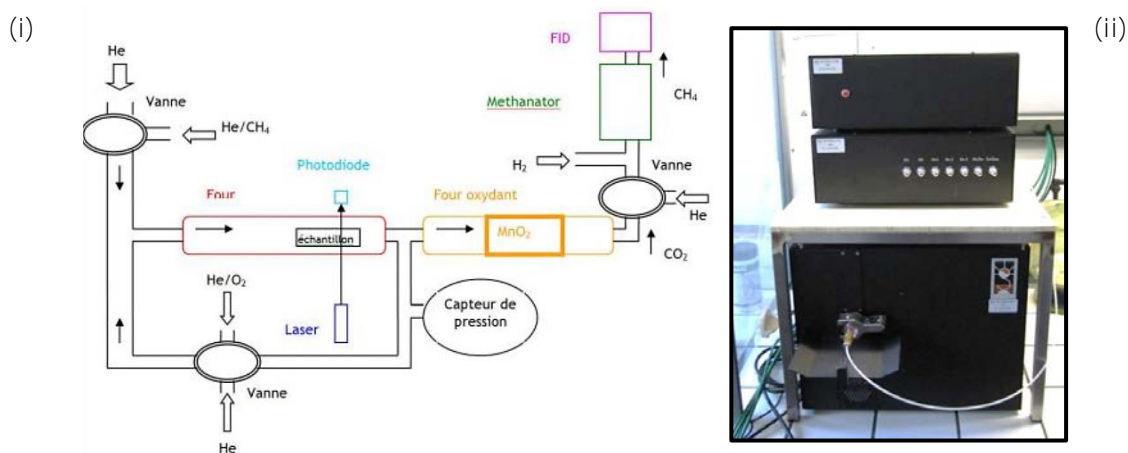 (i)
(ii)
He
Vanne
He/CH₄
FID
Methanator
CH₄
H₂
Vanne
He
Photodiode
Four
échantillon
Four oxydant
MnO₂
CO₂
He/O₂
Laser
Capteur de
pression
Vanne
He